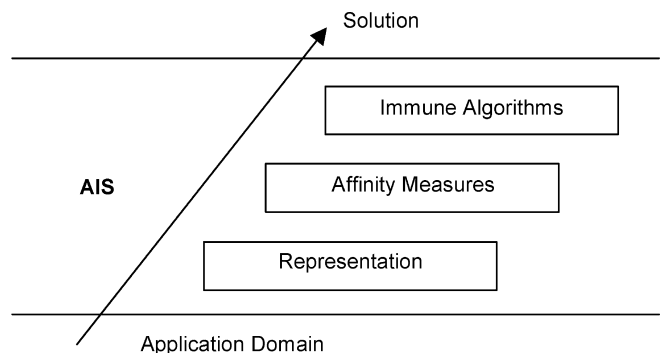 Solution
Immune Algorithms
AIS
Affinity Measures
Representation
Application Domain